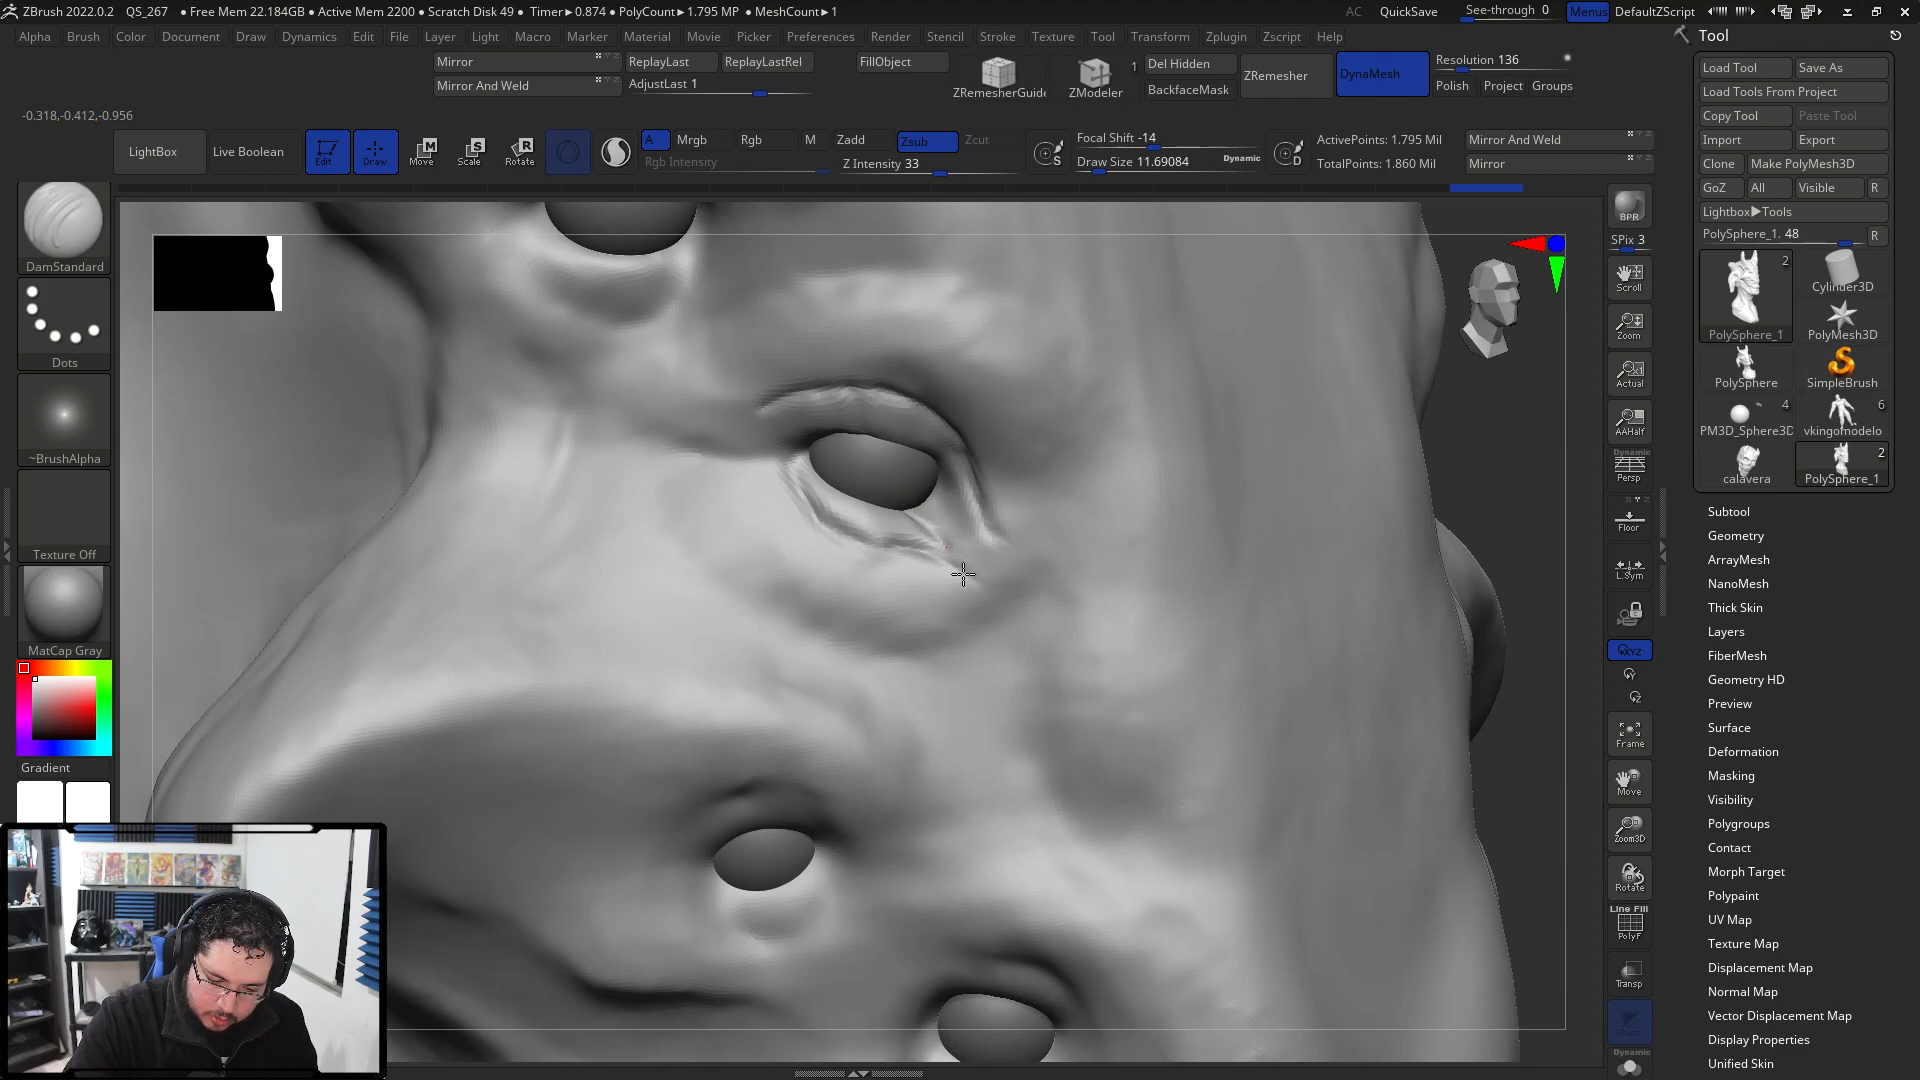 ZBrush 2022.0.2 QS_267 ● Free Mem 22.184GB ● Active Mem 2200 ● Scratch Disk 49 ● Timer►0.874 ● PolyCount►1.795 MP ● MeshCount►1
AC QuickSave See-through 0 Menus DefaultZScript
Alpha Brush Color Document Draw Dynamics Edit File Layer Light Macro Marker Material Movie Picker Preferences Render Stencil Stroke Texture Tool Transform Zplugin Zscript Help
Mirror
Mirror And Weld
ReplayLast ReplayLastRel
AdjustLast 1
FillObject
ZRemesherGuide
1
ZModeler
Del Hidden
BackfaceMask
ZRemesher
DynaMesh
Resolution 136
Polish Project Groups
-0.318,-0.412,-0.956
LightBox
Live Boolean
Edit
Draw
Move
Scale
Rotate
A Mrgb Rgb M Zadd Zsub Zcut
Rgb Intensity
Z Intensity 33
S
Focal Shift -14
Draw Size 11.69084
Dynamic
D
ActivePoints: 1.795 Mil
TotalPoints: 1.860 Mil
Mirror And Weld
Mirror
DamStandard
Dots
~BrushAlpha
Texture Off
MatCap Gray
Gradient
BPR
SPix 3
Scroll
Zoom
Actual
AAHalf
Dynamic
Persp
Floor
L.Sym
XYZ
Y
Z
Frame
Move
Zoom3D
Rotate
Line Fill
PolyF
Transp
Dynamic
Tool
Load Tool Save As
Load Tools From Project
Copy Tool Paste Tool
Import Export
Clone Make PolyMesh3D
GoZ All Visible R
Lightbox►Tools
PolySphere_1. 48 R
2
PolySphere_1
Cylinder3D
PolyMesh3D
PolySphere
SimpleBrush
4
PM3D_Sphere3D
6
vkingomodelo
calavera
2
PolySphere_1
Subtool
Geometry
ArrayMesh
NanoMesh
Thick Skin
Layers
FiberMesh
Geometry HD
Preview
Surface
Deformation
Masking
Visibility
Polygroups
Contact
Morph Target
Polypaint
UV Map
Texture Map
Displacement Map
Normal Map
Vector Displacement Map
Display Properties
Unified Skin